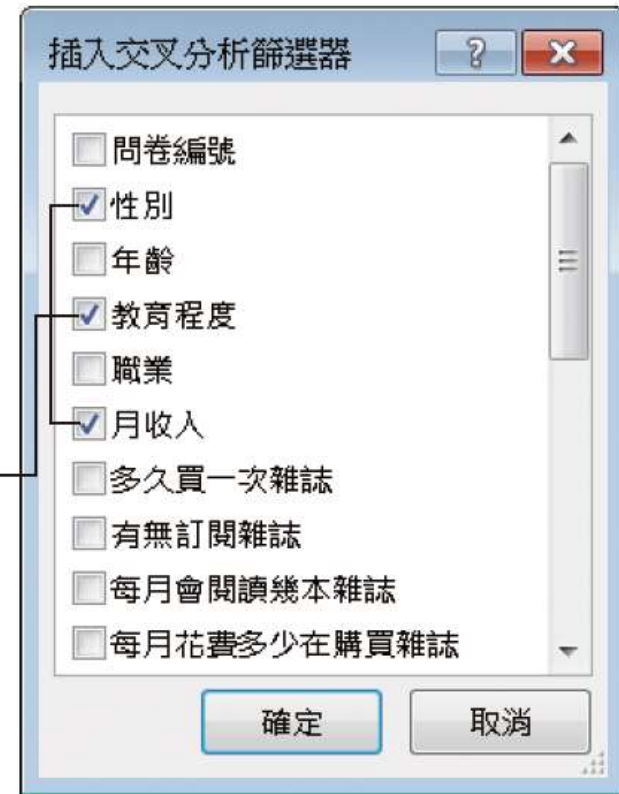 插入交叉分析篩選器
問卷編號
性別
年齡
教育程度
職業
月收入
多久買一次雜誌
有無訂閱雜誌
每月會閱讀幾本雜誌
每月花費多少在購買雜誌
確定
取消